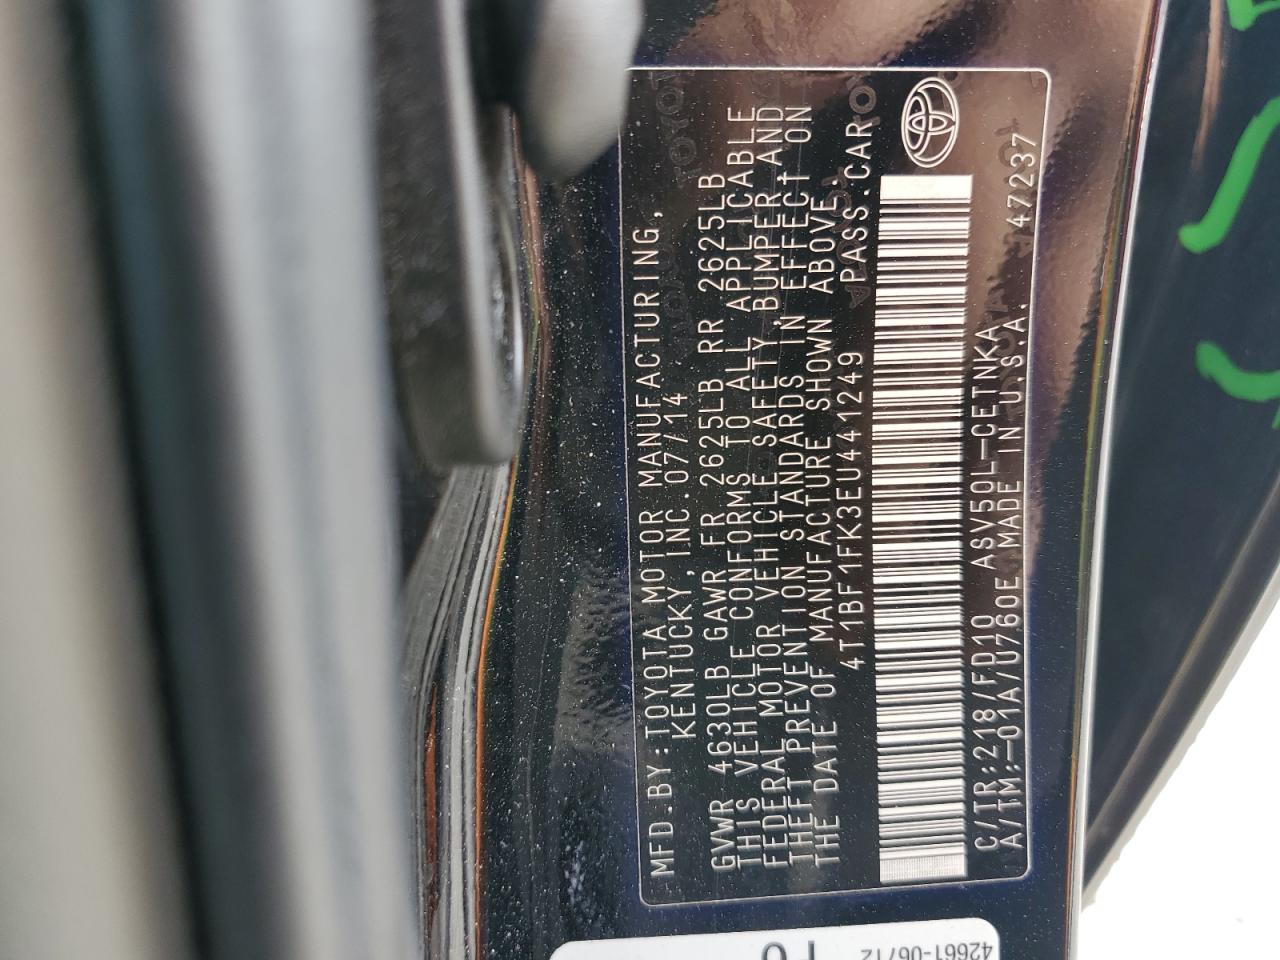 MFD.BY:TOYOTA MOTOR MANUFACTURING,
KENTUCKY,INC.07/14
GVWR 4630LB GAWR FR 2625LB RR 2625LB
THIS VEHICLE CONFORMS TO ALL APPLICABLE
FEDERAL MOTOR VEHICLE SAFETY,BUMPER,AND
THEFT PREVENTION STANDARDS IN EFFECT ON
THE DATE OF MANUFACTURE SHOWN ABOVE.
4T1BF1FK3EU441249 PASS.CAR
C/TR:218/FD10 ASV50L-CETNKA
A/TM:-01A/U760E MADE IN U.S.A. 47237
42661-06712